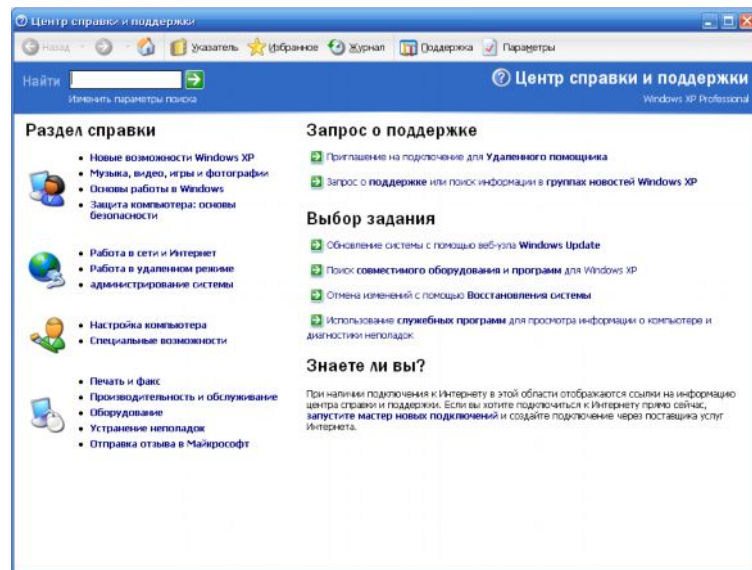 Центр справки и поддержки
Назад Указатель Избранное Журнал Поддержка Параметры
Найти
Изменить параметры поиска
Центр справки и поддержки
Windows XP Professional
Раздел справки
Новые возможности Windows XP
Музыка, видео, игры и фотографии
Основы работы в Windows
Защита компьютера: основы
безопасности
Работа в сети и Интернет
Работа в удаленном режиме
администрирование системы
Настройка компьютера
Специальные возможности
Печать и факс
Производительность и обслуживание
Оборудование
Устранение неполадок
Отправка отзыва в Майкрософт
Запрос о поддержке
Приглашение на подключение для Удаленного помощника
Запрос о поддержке или поиск информации в группах новостей Windows XP
Выбор задания
Обновление системы с помощью веб-узла Windows Update
Поиск совместимого оборудования и программ для Windows XP
Отмена изменений с помощью Восстановления системы
Использование служебных программ для просмотра информации о компьютере и
диагностики неполадок
Знаете ли вы?
При наличии подключения к Интернету в этой области отображаются ссылки на информацию
центра справки и поддержки. Если вы хотите подключиться к Интернету прямо сейчас,
запустите мастер новых подключений и создайте подключение через поставщика услуг
Интернета.